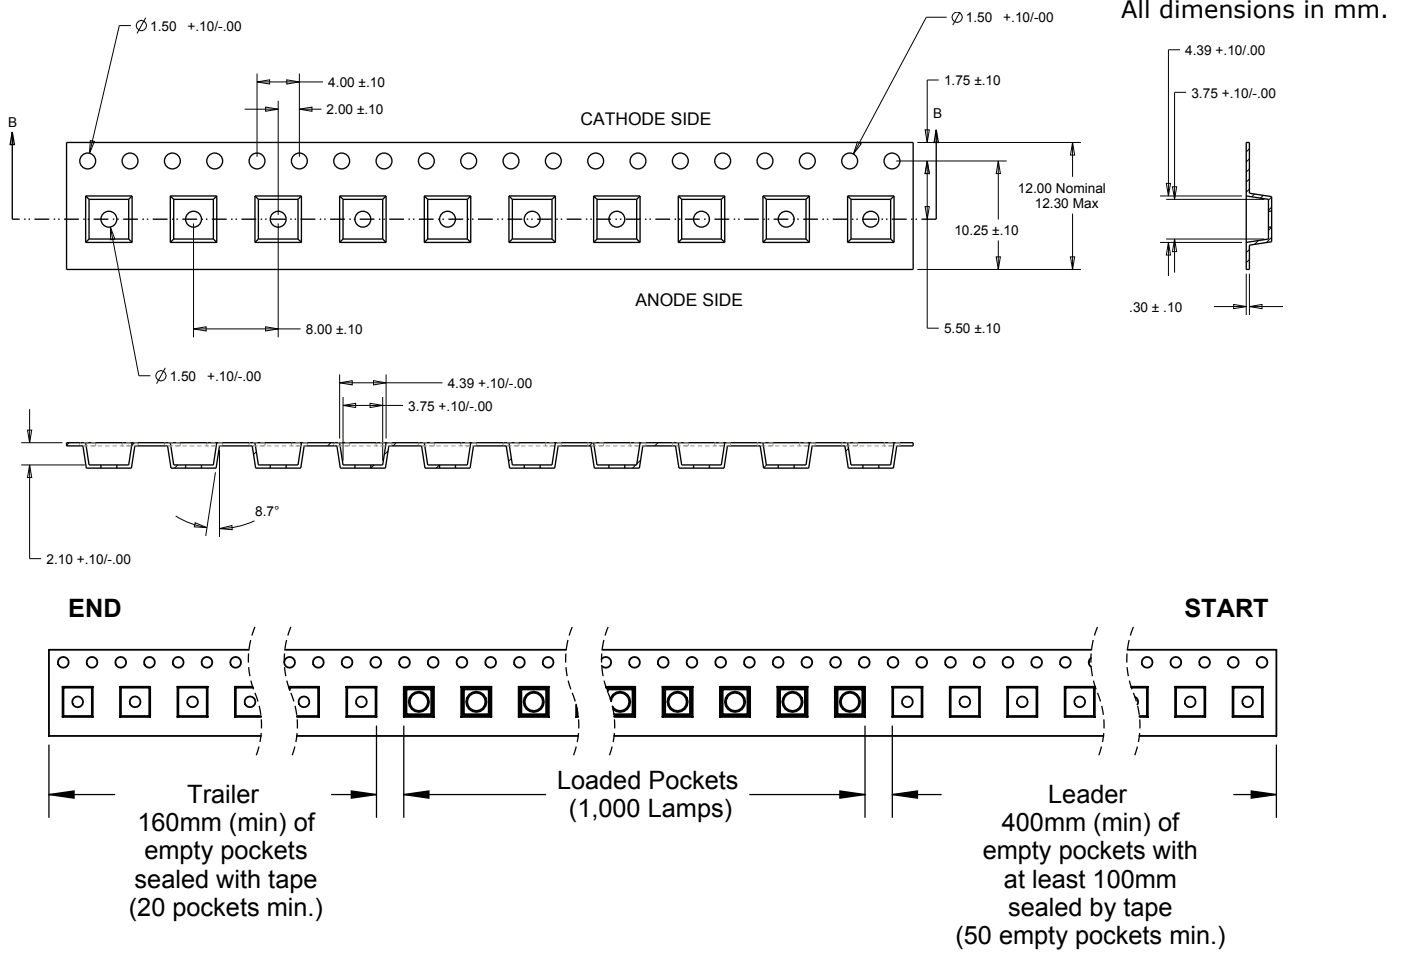 All dimensions in mm.
Ø 1.50 +.10/-.00
Ø 1.50 +.10/-00
4.39 +.10/.00
4.00 ±.10
1.75 ±.10
3.75 +.10/-.00
2.00 ±.10
B
CATHODE SIDE
B
12.00 Nominal
12.30 Max
10.25 ±.10
ANODE SIDE
.30 ± .10
8.00 ±.10
5.50 ±.10
Ø 1.50 +.10/-.00
4.39 +.10/-.00
3.75 +.10/-.00
8.7°
2.10 +.10/-.00
END
START
Trailer
160mm (min) of
empty pockets
sealed with tape
(20 pockets min.)
Loaded Pockets
(1,000 Lamps)
Leader
400mm (min) of
empty pockets with
at least 100mm
sealed by tape
(50 empty pockets min.)